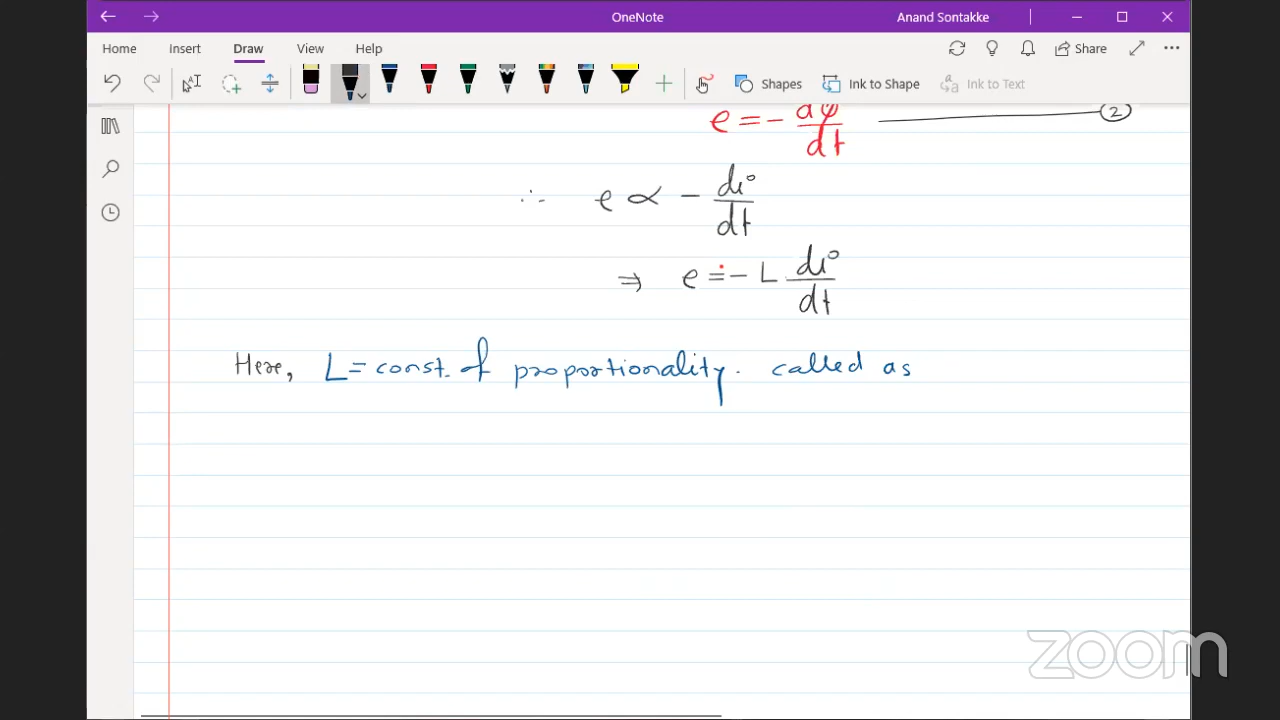 OneNote
Anand Sontakke
Home Insert Draw View Help
Share
Shapes
Ink to Shape
Ink to Text
e = - dφ/dt ——— ②
∴ e ∝ - di/dt
⇒ e = - L . di/dt
Here, L = const. of proportionality. called as
zoom